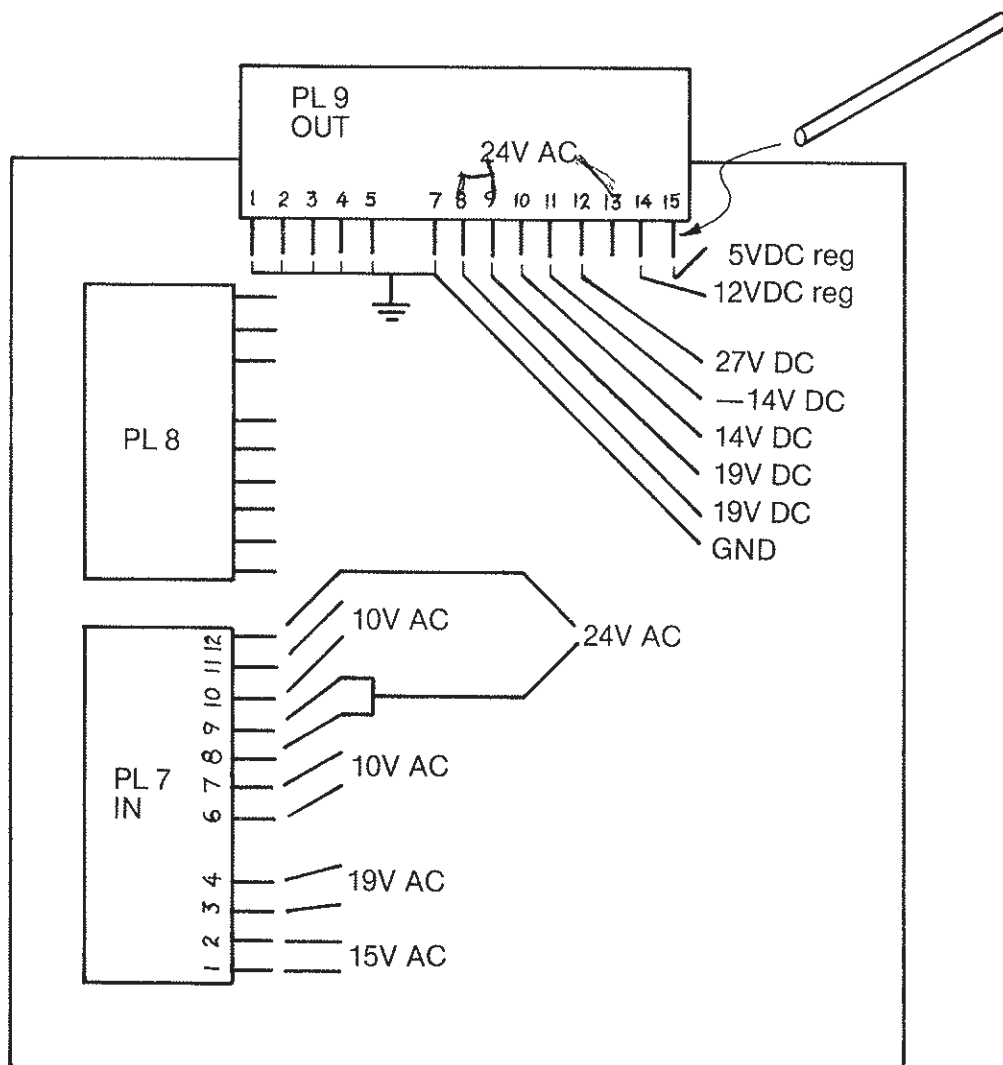 PL 9
OUT
24V AC
1 2 3 4 5 7 8 9 10 11 12 13 14 15
5VDC reg
12VDC reg
27V DC
—14V DC
14V DC
19V DC
19V DC
GND
PL 8
12
11
10
9
8
7
6
4
3
2
1
PL 7
IN
10V AC
24V AC
10V AC
19V AC
15V AC